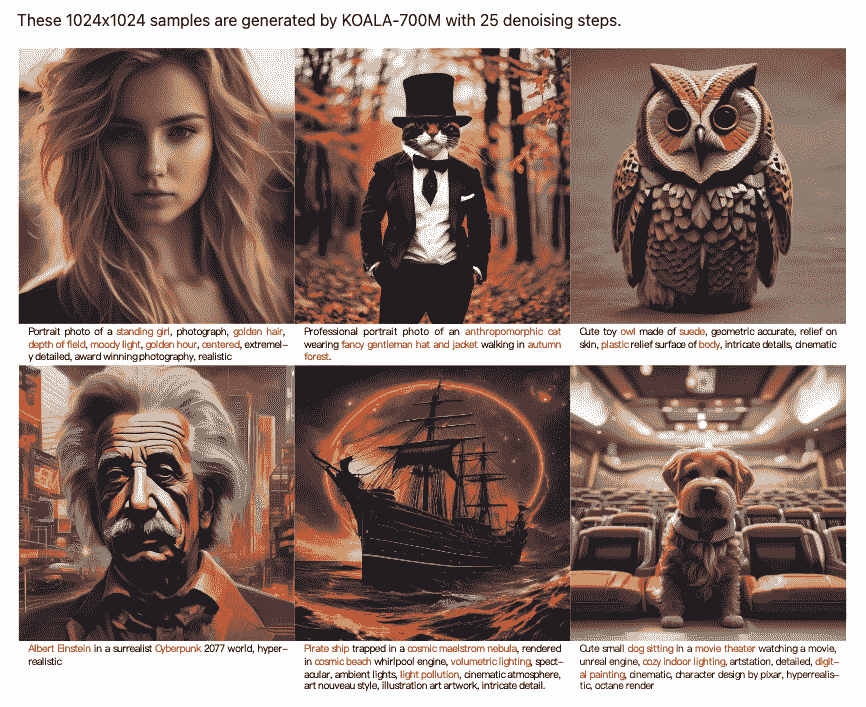 These 1024x1024 samples are generated by KOALA-700M with 25 denoising steps.
Portrait photo of a standing girl, photograph, golden hair,
depth of field, moody light, golden hour, centered, extremel-
y detailed, award winning photography, realistic
Professional portrait photo of an anthropomorphic cat
wearing fancy gentleman hat and jacket walking in autumn
forest.
Cute toy owl made of suede, geometric accurate, relief on
skin, plastic relief surface of body, intricate details, cinematic
Albert Einstein in a surrealist Cyberpunk 2077 world, hyper-
realistic
Pirate ship trapped in a cosmic maelstrom nebula, rendered
in cosmic beach whirlpool engine, volumetric lighting, spect-
acular, ambient lights, light pollution, cinematic atmosphere,
art nouveau style, illustration art artwork, intricate detail.
Cute small dog sitting in a movie theater watching a movie,
unreal engine, cozy indoor lighting, artstation, detailed, digit-
al painting, cinematic, character design by pixar, hyperrealis-
tic, octane render